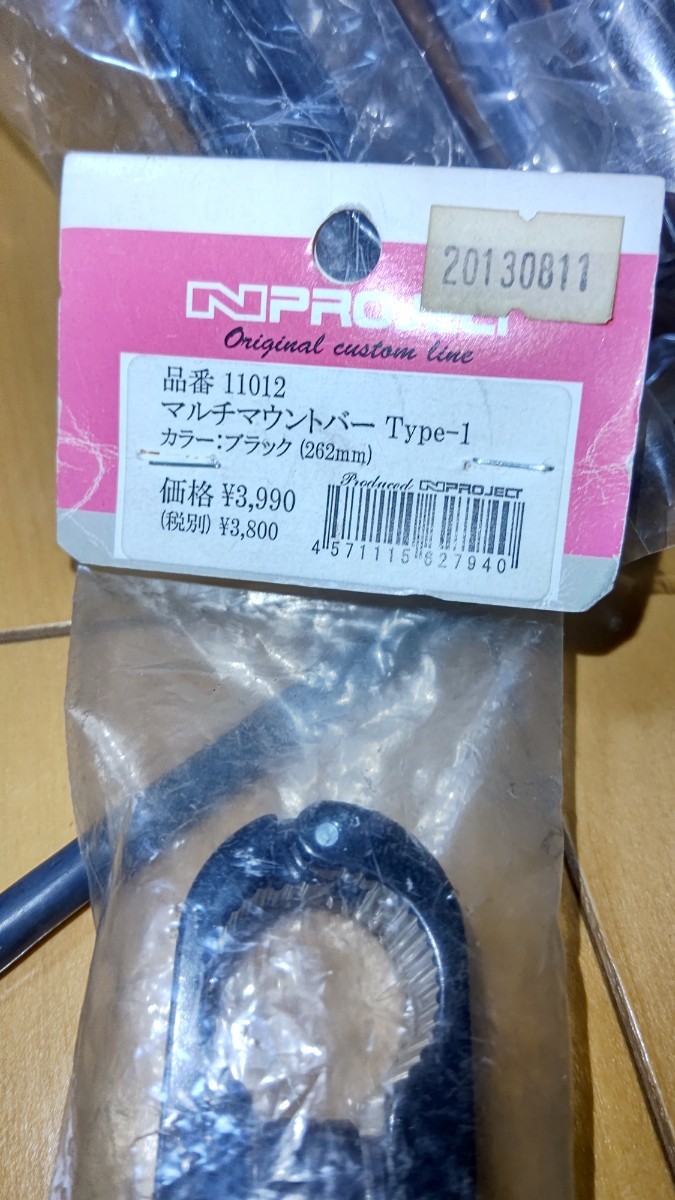 20130811
NPROJECT
Original custom line
品番 11012
マルチマウントバー Type-1
カラー:ブラック (262mm)
価格 ¥3,990
(税別) ¥3,800
Produced NPROJECT
4 571115 627940